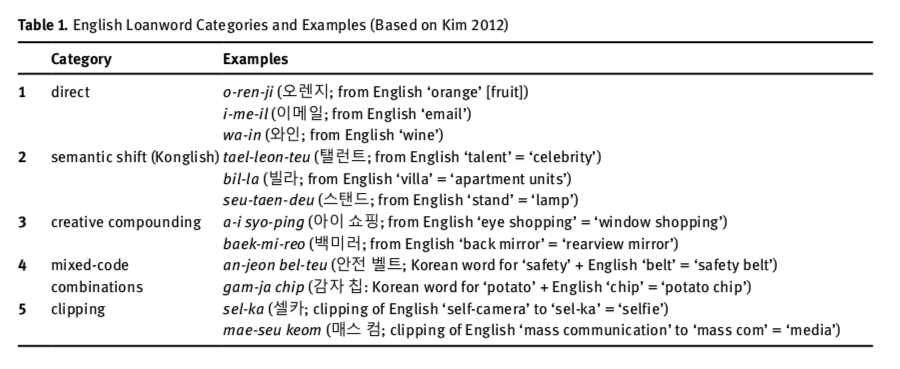 Table 1. English Loanword Categories and Examples (Based on Kim 2012)
Category Examples
1 direct o-ren-ji (오렌지; from English ‘orange’ [fruit])
i-me-il (이메일; from English ‘email’)
wa-in (와인; from English ‘wine’)
2 semantic shift (Konglish) tael-leon-teu (탤런트; from English ‘talent’ = ‘celebrity’)
bil-la (빌라; from English ‘villa’ = ‘apartment units’)
seu-taen-deu (스탠드; from English ‘stand’ = ‘lamp’)
3 creative compounding a-i syo-ping (아이 쇼핑; from English ‘eye shopping’ = ‘window shopping’)
baek-mi-reo (백미러; from English ‘back mirror’ = ‘rearview mirror’)
4 mixed-code an-jeon bel-teu (안전 벨트; Korean word for ‘safety’ + English ‘belt’ = ‘safety belt’)
combinations gam-ja chip (감자 칩: Korean word for ‘potato’ + English ‘chip’ = ‘potato chip’)
5 clipping sel-ka (셀카; clipping of English ‘self-camera’ to ‘sel-ka’ = ‘selfie’)
mae-seu keom (매스 컴; clipping of English ‘mass communication’ to ‘mass com’ = ‘media’)